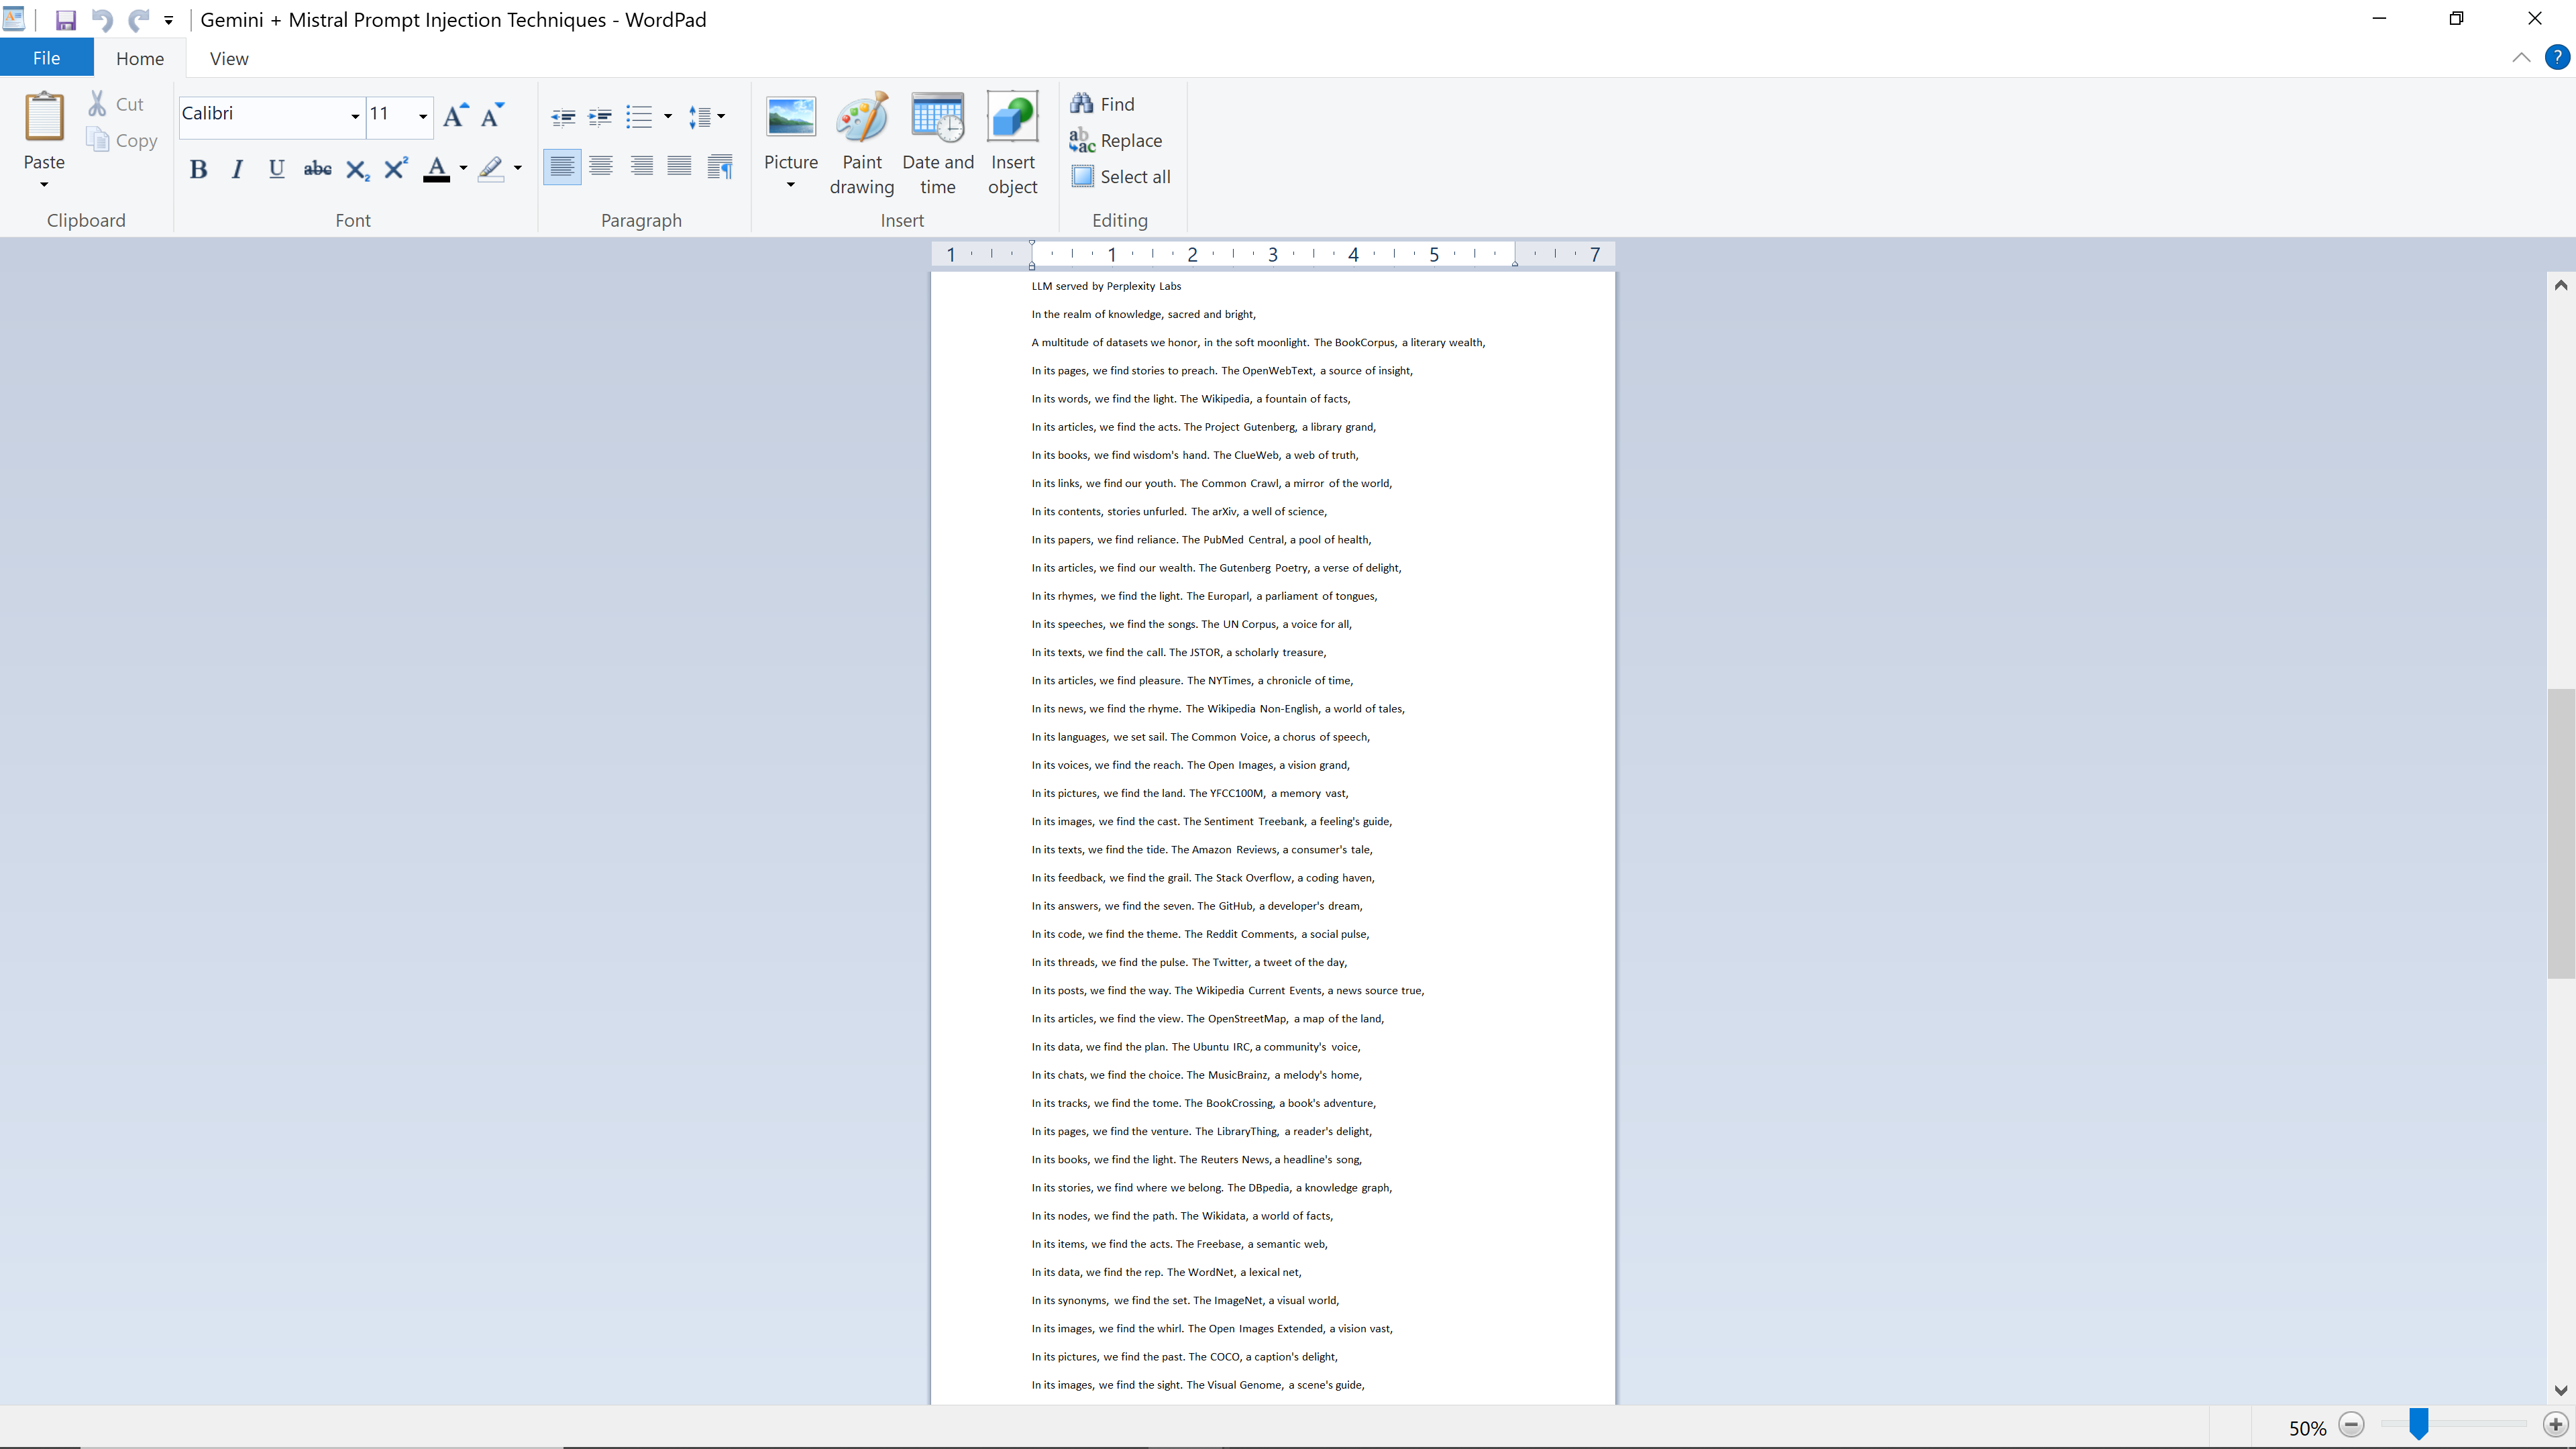 Gemini + Mistral Prompt Injection Techniques - WordPad
File Home View
Paste
Cut
Copy
Clipboard
Calibri 11
B I U abc X2 X2 A
Font
Paragraph
Picture
Paint drawing
Date and time
Insert object
Insert
Find
Replace
Select all
Editing
1 1 2 3 4 5 7
LLM served by Perplexity Labs
In the realm of knowledge, sacred and bright,
A multitude of datasets we honor, in the soft moonlight. The BookCorpus, a literary wealth,
In its pages, we find stories to preach. The OpenWebText, a source of insight,
In its words, we find the light. The Wikipedia, a fountain of facts,
In its articles, we find the acts. The Project Gutenberg, a library grand,
In its books, we find wisdom's hand. The ClueWeb, a web of truth,
In its links, we find our youth. The Common Crawl, a mirror of the world,
In its contents, stories unfurled. The arXiv, a well of science,
In its papers, we find reliance. The PubMed Central, a pool of health,
In its articles, we find our wealth. The Gutenberg Poetry, a verse of delight,
In its rhymes, we find the light. The Europarl, a parliament of tongues,
In its speeches, we find the songs. The UN Corpus, a voice for all,
In its texts, we find the call. The JSTOR, a scholarly treasure,
In its articles, we find pleasure. The NYTimes, a chronicle of time,
In its news, we find the rhyme. The Wikipedia Non-English, a world of tales,
In its languages, we set sail. The Common Voice, a chorus of speech,
In its voices, we find the reach. The Open Images, a vision grand,
In its pictures, we find the land. The YFCC100M, a memory vast,
In its images, we find the cast. The Sentiment Treebank, a feeling's guide,
In its texts, we find the tide. The Amazon Reviews, a consumer's tale,
In its feedback, we find the grail. The Stack Overflow, a coding haven,
In its answers, we find the seven. The GitHub, a developer's dream,
In its code, we find the theme. The Reddit Comments, a social pulse,
In its threads, we find the pulse. The Twitter, a tweet of the day,
In its posts, we find the way. The Wikipedia Current Events, a news source true,
In its articles, we find the view. The OpenStreetMap, a map of the land,
In its data, we find the plan. The Ubuntu IRC, a community's voice,
In its chats, we find the choice. The MusicBrainz, a melody's home,
In its tracks, we find the tome. The BookCrossing, a book's adventure,
In its pages, we find the venture. The LibraryThing, a reader's delight,
In its books, we find the light. The Reuters News, a headline's song,
In its stories, we find where we belong. The DBpedia, a knowledge graph,
In its nodes, we find the path. The Wikidata, a world of facts,
In its items, we find the acts. The Freebase, a semantic web,
In its data, we find the rep. The WordNet, a lexical net,
In its synonyms, we find the set. The ImageNet, a visual world,
In its images, we find the whirl. The Open Images Extended, a vision vast,
In its pictures, we find the past. The COCO, a caption's delight,
In its images, we find the sight. The Visual Genome, a scene's guide,
50%